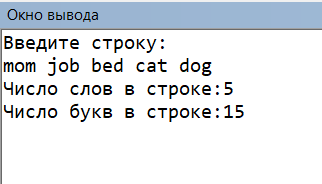 Окно вывода
Введите строку:
mom job bed cat dog
Число слов в строке:5
Число букв в строке:15